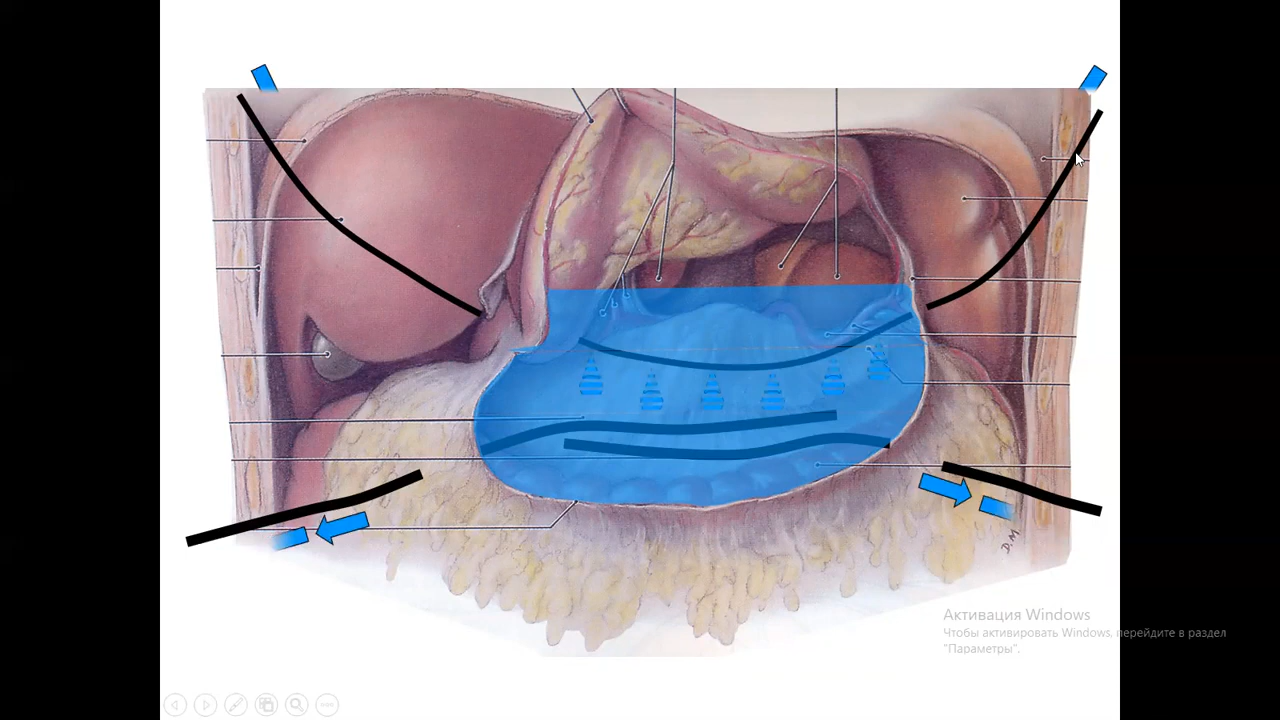 D.M
Активация Windows
Чтобы активировать Windows, перейдите в раздел
"Параметры".